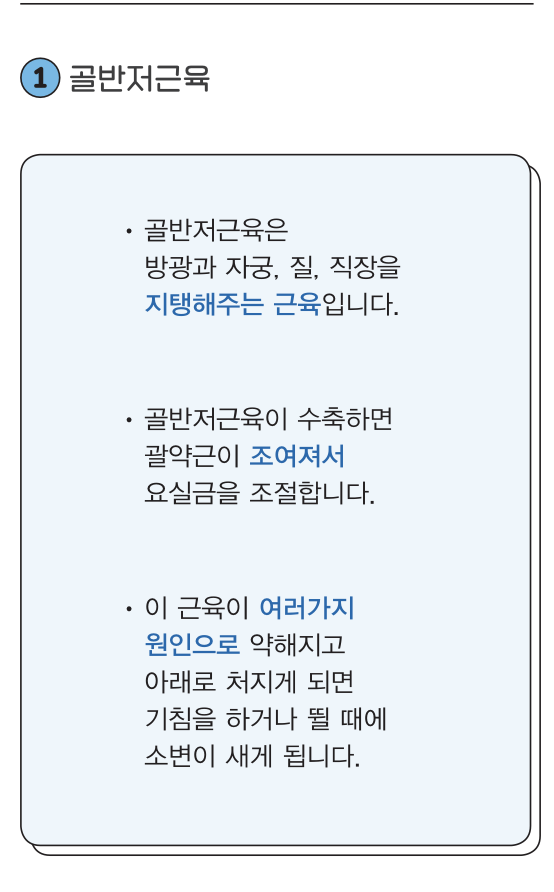 1 골반저근육
• 골반저근육은
방광과 자궁, 질, 직장을
지탱해주는 근육입니다.
• 골반저근육이 수축하면
괄약근이 조여져서
요실금을 조절합니다.
• 이 근육이 여러가지
원인으로 약해지고
아래로 처지게 되면
기침을 하거나 뛸 때에
소변이 새게 됩니다.